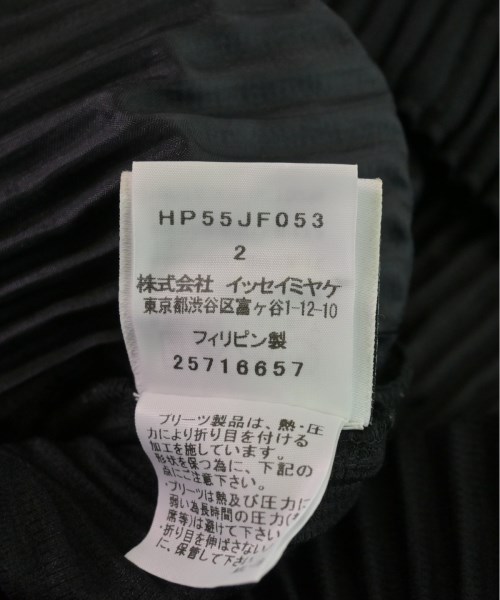 HP55JF053
2
株式会社 イッセイミヤケ
東京都渋谷区富ヶ谷1-12-10
フィリピン製
25716657
プリーツ製品は、熱・圧
力により折り目を付ける
加工を施しています。
形状を保つ為に、下記の
点にご注意下さい。
・プリーツは熱及び圧力に
弱い為長時間の圧力(
席等)は避けて下さい
・折り目を伸ばさない
に、保管して下さい